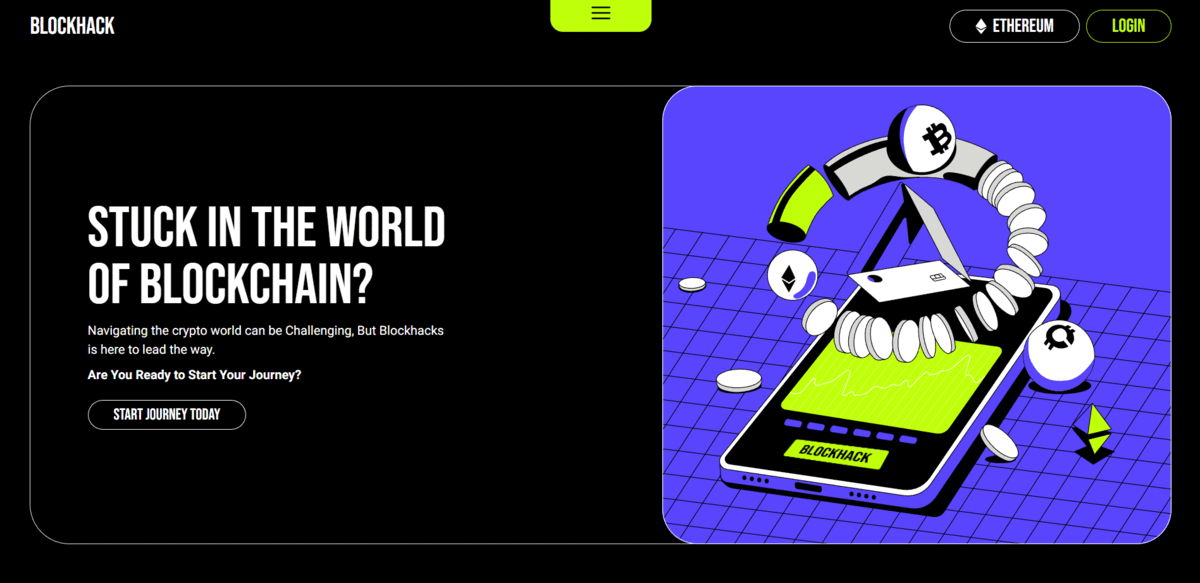 BLOCKHACK
ETHEREUM
LOGIN
STUCK IN THE WORLD
OF BLOCKCHAIN?
Navigating the crypto world can be Challenging, But Blockhacks
is here to lead the way.
Are You Ready to Start Your Journey?
START JOURNEY TODAY
BLOCKHACK